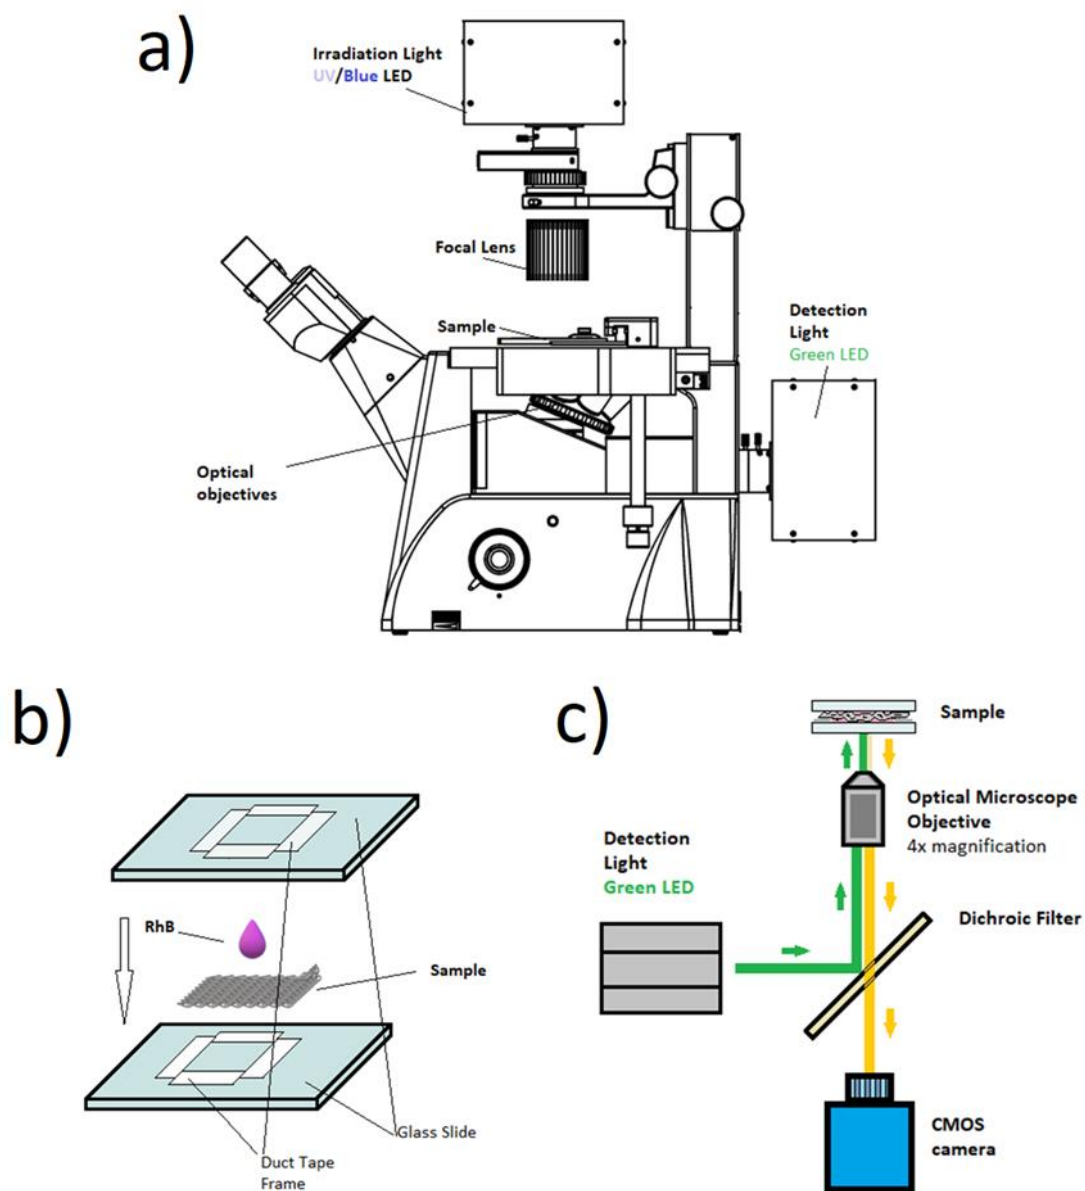 a)
Irradiation Light
UV/Blue LED
Focal Lens
Sample
Detection
Light
Green LED
Optical
objectives
b)
RhB
Sample
Glass Slide
Duct Tape
Frame
c)
Sample
Optical Microscope
Objective
4x magnification
Detection
Light
Green LED
Dichroic Filter
CMOS
camera